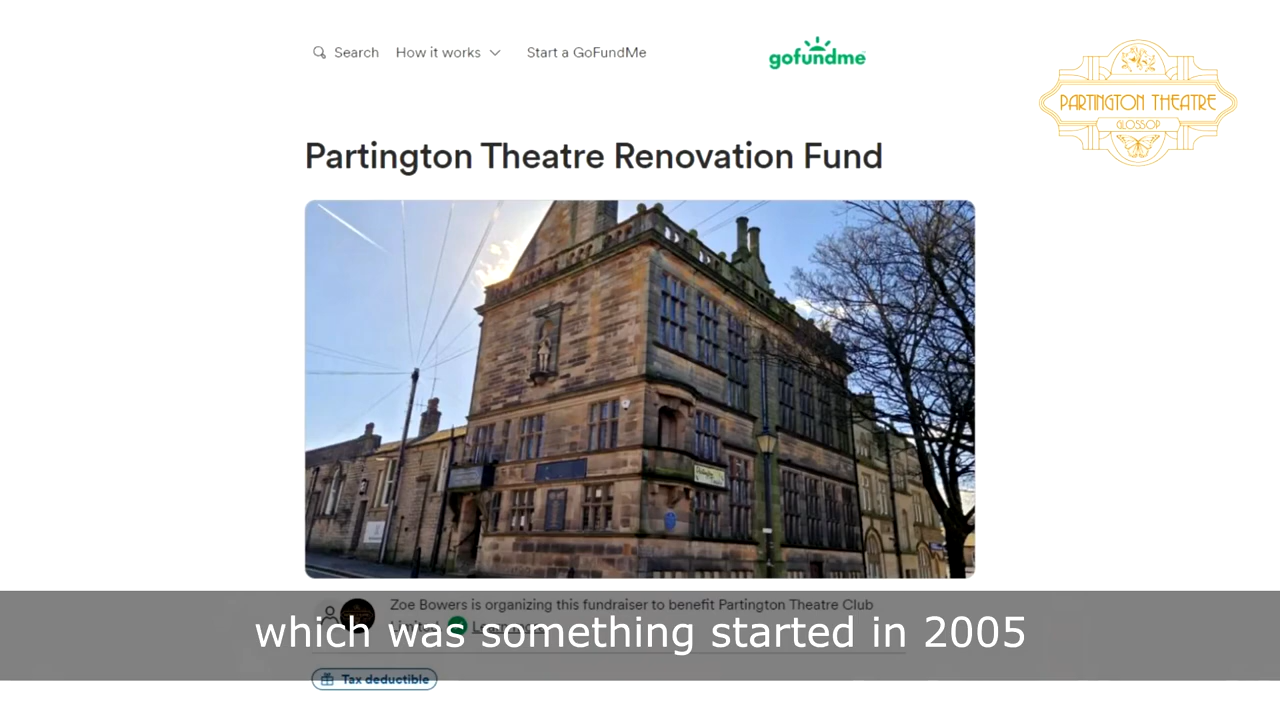 Search How it works Start a GoFundMe gofundme
PARTINGTON THEATRE
GLOSSOP
Partington Theatre Renovation Fund
Zoe Bowers is organizing this fundraiser to benefit Partington Theatre Club
which was something started in 2005
Tax deductible